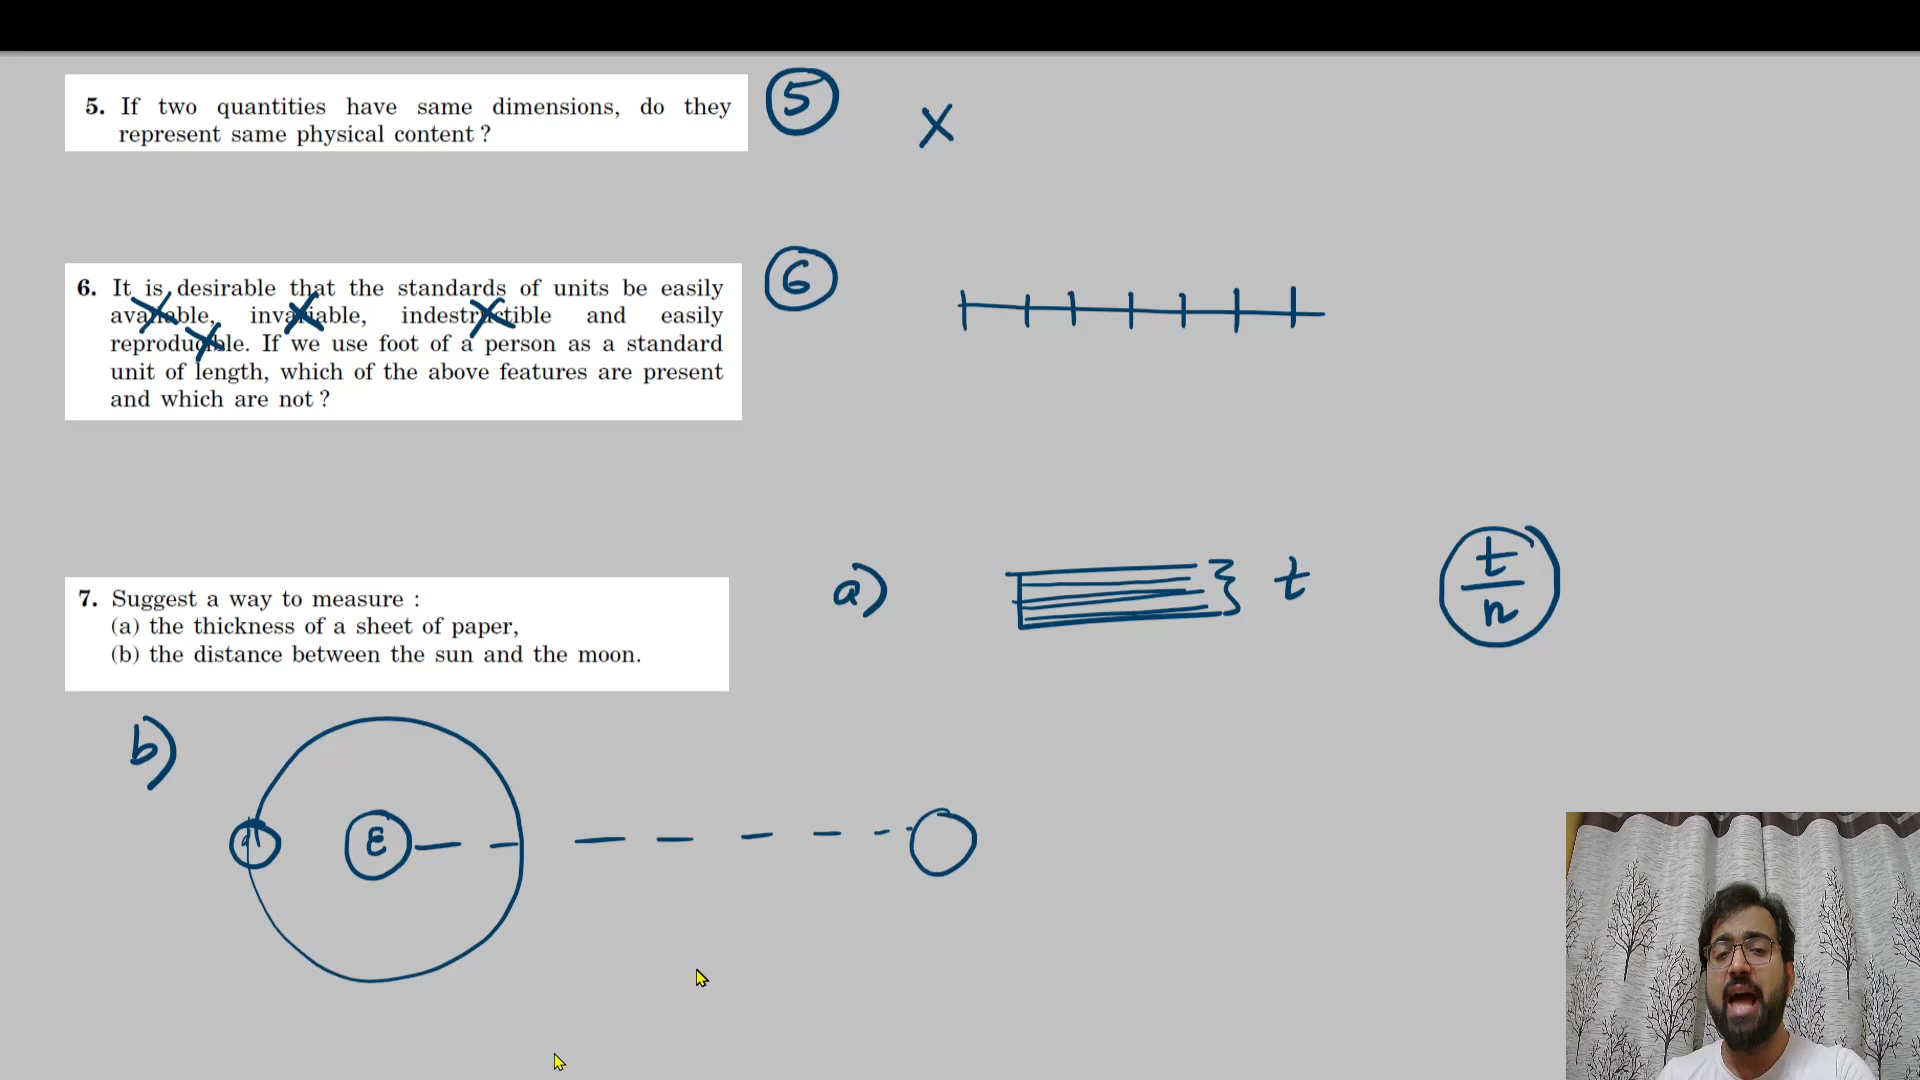 5. If two quantities have same dimensions, do they
represent same physical content ?
5
X
6. It is desirable that the standards of units be easily
available, invariable, indestructible and easily
reproducible. If we use foot of a person as a standard
unit of length, which of the above features are present
and which are not ?
6
7. Suggest a way to measure :
(a) the thickness of a sheet of paper,
(b) the distance between the sun and the moon.
a)
t
t
n
b)
E